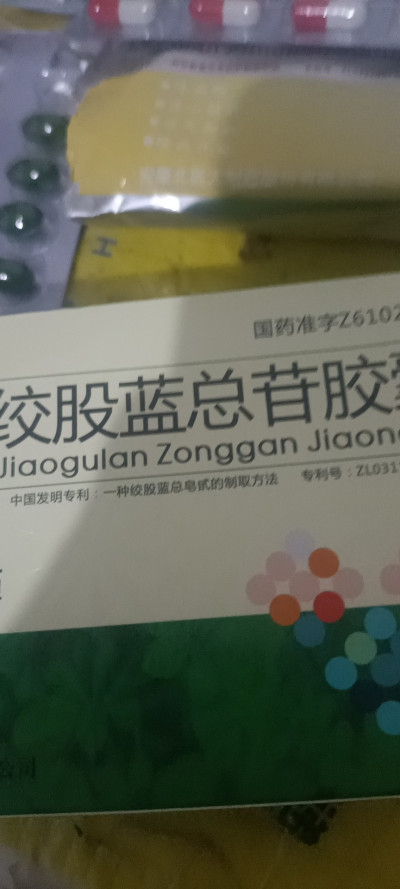 国药准字Z6102
绞股蓝总苷胶
Jiaogulan Zonggan Jiaon
中国发明专利：一种绞股蓝总皂甙的制取方法 专利号：ZL031
公司